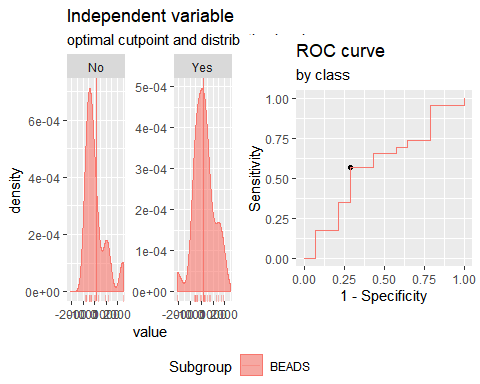 Independent variable
optimal cutpoint and distrib
No
Yes
density
6e-04
4e-04
2e-04
0e+00
5e-04
4e-04
3e-04
2e-04
1e-04
0e+00
value
ROC curve
by class
Sensitivity
1.00
0.75
0.50
0.25
0.00
0.00 0.25 0.50 0.75 1.00
1 - Specificity
Subgroup BEADS